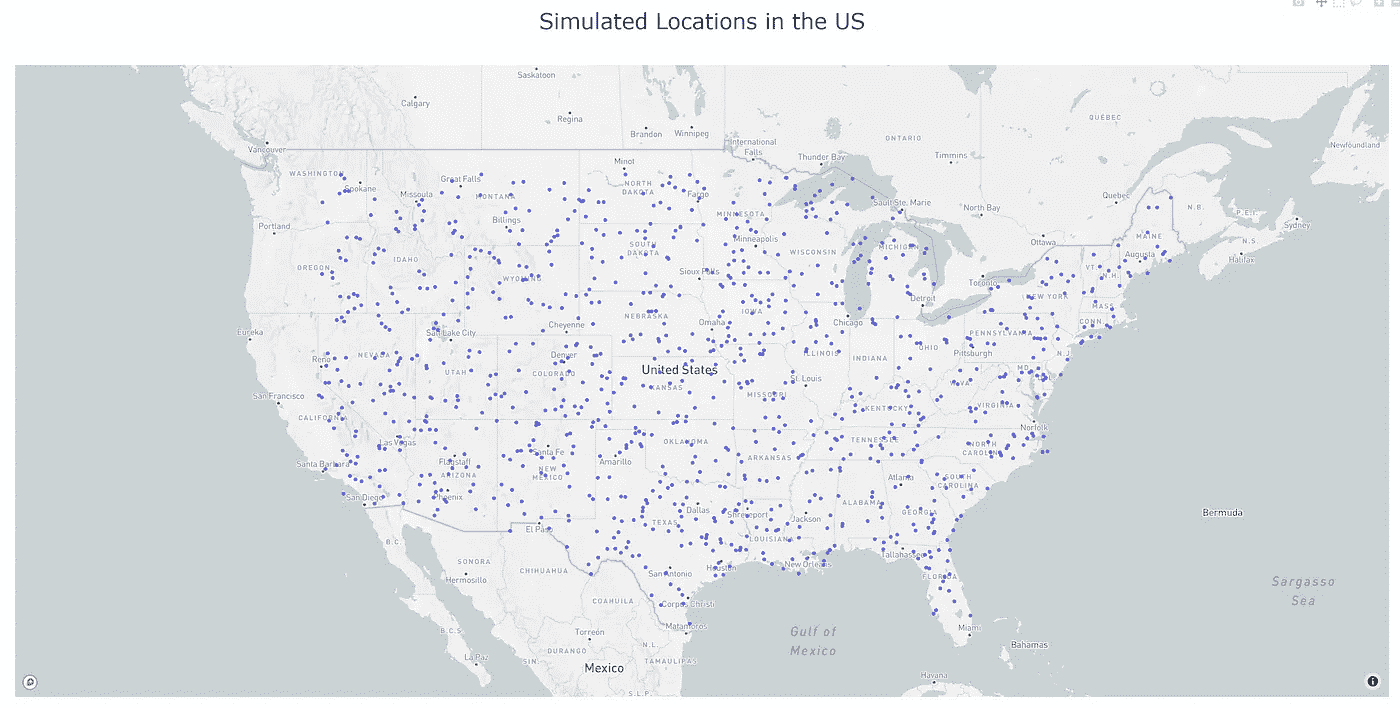 Simulated Locations in the US
Saskatoon
Calgary
Regina
Brandon
Winnipeg
Vancouver
International
Falls
Thunder Bay
ONTARIO
Timmins
QUÉBEC
Newfoundland
WASHINGTON
Spokane
Missoula
Great Falls
MONTANA
Minot
NORTH
DAKOTA
Fargo
MINNESOTA
Sault Ste. Marie
North Bay
Quebec
N.B.
P.E.I.
Sydney
N.S.
Halifax
Portland
Billings
Minneapolis
WISCONSIN
MICHIGAN
Ottawa
MAINE
Augusta
OREGON
IDAHO
WYOMING
SOUTH
DAKOTA
Sioux Falls
Toronto
VT.
N.H.
NEW YORK
MASS
CONN.
Detroit
Eureka
Salt Lake City
Cheyenne
NEBRASKA
Omaha
IOWA
Chicago
ILLINOIS
INDIANA
OHIO
PENNSYLVANIA
Pittsburgh
N.J.
MD.
Reno
NEVADA
UTAH
Denver
COLORADO
United States
KANSAS
St. Louis
MISSOURI
KENTUCKY
W.VA.
VIRGINIA
Norfolk
San Francisco
CALIFORNIA
Las Vegas
Santa Fe
NEW
MEXICO
Amarillo
OKLAHOMA
ARKANSAS
TENNESSEE
NORTH
CAROLINA
Santa Barbara
Flagstaff
ARIZONA
Phoenix
San Diego
Atlanta
SOUTH
CAROLINA
ALABAMA
GEORGIA
Dallas
Shreveport
Jackson
TEXAS
LOUISIANA
El Paso
Tallahassee
Bermuda
B.C.
SONORA
Hermosillo
CHIHUAHUA
San Antonio
Houston
New Orleans
FLORIDA
Sargasso
Sea
COAHUILA
Corpus Christi
Matamoros
B.C.S.
Torreón
N.L.
Gulf of
Mexico
Miami
Bahamas
La Paz
SIN.
DURANGO
TAMAULIPAS
Mexico
S.L.P.
Havana